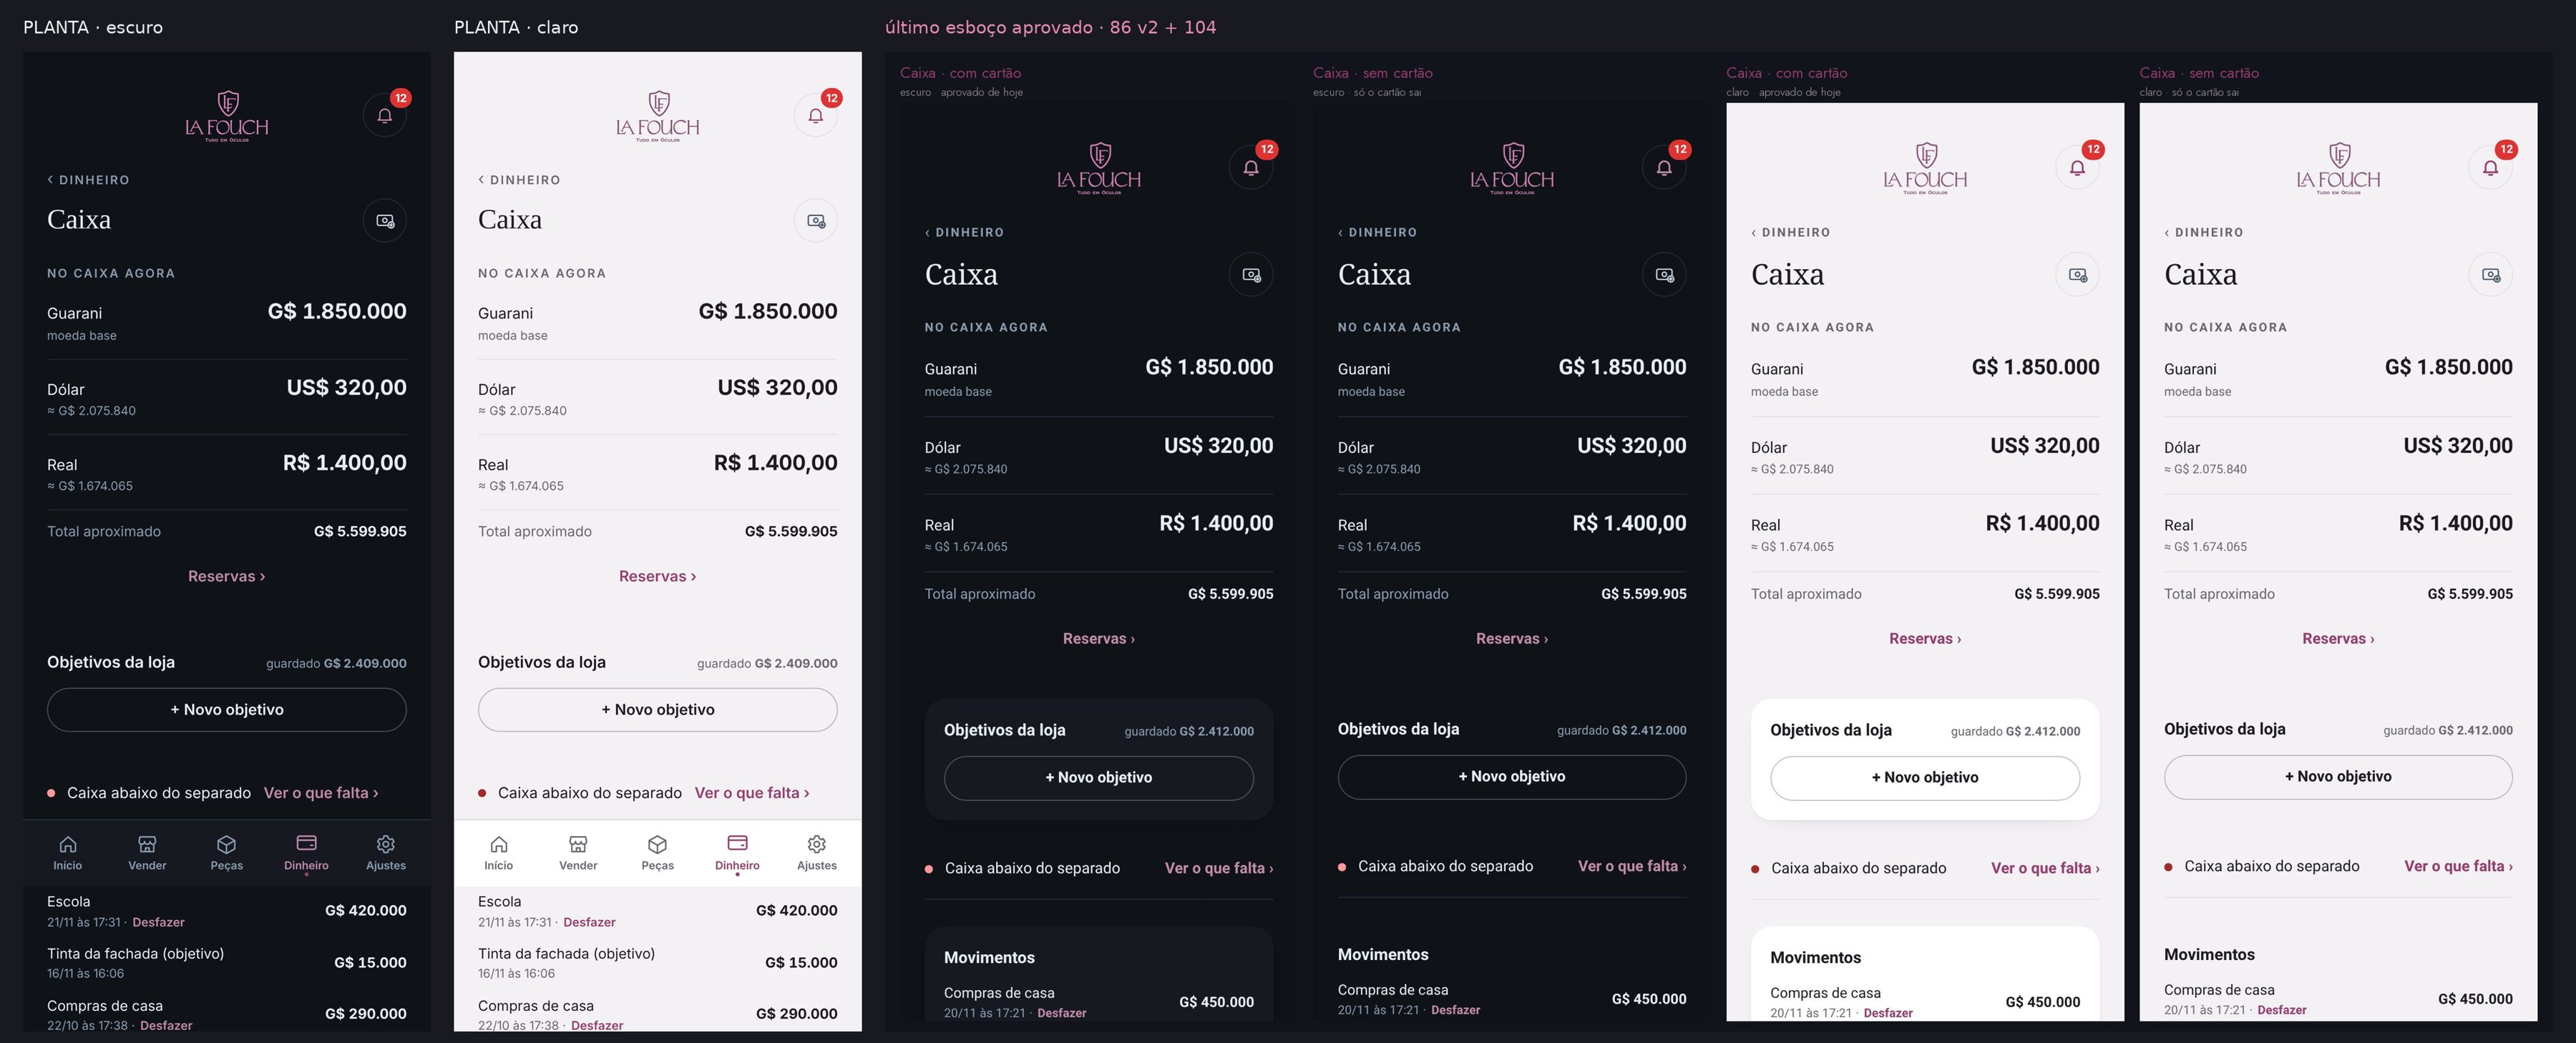 PLANTA · escuro
LA FOUCH
TUDO EM ÓCULOS
12
‹ DINHEIRO
Caixa
NO CAIXA AGORA
Guarani
G$ 1.850.000
moeda base
Dólar
US$ 320,00
≈ G$ 2.075.840
Real
R$ 1.400,00
≈ G$ 1.674.065
Total aproximado
G$ 5.599.905
Reservas ›
Objetivos da loja
guardado G$ 2.409.000
+ Novo objetivo
Caixa abaixo do separado
Ver o que falta ›
Início
Vender
Peças
Dinheiro
Ajustes
Escola
G$ 420.000
21/11 às 17:31 · Desfazer
Tinta da fachada (objetivo)
G$ 15.000
16/11 às 16:06
Compras de casa
G$ 290.000
22/10 às 17:38 · Desfazer
PLANTA · claro
LA FOUCH
TUDO EM ÓCULOS
12
‹ DINHEIRO
Caixa
NO CAIXA AGORA
Guarani
G$ 1.850.000
moeda base
Dólar
US$ 320,00
≈ G$ 2.075.840
Real
R$ 1.400,00
≈ G$ 1.674.065
Total aproximado
G$ 5.599.905
Reservas ›
Objetivos da loja
guardado G$ 2.409.000
+ Novo objetivo
Caixa abaixo do separado
Ver o que falta ›
Início
Vender
Peças
Dinheiro
Ajustes
Escola
G$ 420.000
21/11 às 17:31 · Desfazer
Tinta da fachada (objetivo)
G$ 15.000
16/11 às 16:06
Compras de casa
G$ 290.000
22/10 às 17:38 · Desfazer
último esboço aprovado · 86 v2 + 104
Caixa · com cartão
escuro · aprovado de hoje
LA FOUCH
TUDO EM ÓCULOS
12
‹ DINHEIRO
Caixa
NO CAIXA AGORA
Guarani
G$ 1.850.000
moeda base
Dólar
US$ 320,00
≈ G$ 2.075.840
Real
R$ 1.400,00
≈ G$ 1.674.065
Total aproximado
G$ 5.599.905
Reservas ›
Objetivos da loja
guardado G$ 2.412.000
+ Novo objetivo
Caixa abaixo do separado
Ver o que falta ›
Movimentos
Compras de casa
G$ 450.000
20/11 às 17:21 · Desfazer
Caixa · sem cartão
escuro · só o cartão sai
LA FOUCH
TUDO EM ÓCULOS
12
‹ DINHEIRO
Caixa
NO CAIXA AGORA
Guarani
G$ 1.850.000
moeda base
Dólar
US$ 320,00
≈ G$ 2.075.840
Real
R$ 1.400,00
≈ G$ 1.674.065
Total aproximado
G$ 5.599.905
Reservas ›
Objetivos da loja
guardado G$ 2.412.000
+ Novo objetivo
Caixa abaixo do separado
Ver o que falta ›
Movimentos
Compras de casa
G$ 450.000
20/11 às 17:21 · Desfazer
Caixa · com cartão
claro · aprovado de hoje
LA FOUCH
TUDO EM ÓCULOS
12
‹ DINHEIRO
Caixa
NO CAIXA AGORA
Guarani
G$ 1.850.000
moeda base
Dólar
US$ 320,00
≈ G$ 2.075.840
Real
R$ 1.400,00
≈ G$ 1.674.065
Total aproximado
G$ 5.599.905
Reservas ›
Objetivos da loja
guardado G$ 2.412.000
+ Novo objetivo
Caixa abaixo do separado
Ver o que falta ›
Movimentos
Compras de casa
G$ 450.000
20/11 às 17:21 · Desfazer
Caixa · sem cartão
claro · só o cartão sai
LA FOUCH
TUDO EM ÓCULOS
12
‹ DINHEIRO
Caixa
NO CAIXA AGORA
Guarani
G$ 1.850.000
moeda base
Dólar
US$ 320,00
≈ G$ 2.075.840
Real
R$ 1.400,00
≈ G$ 1.674.065
Total aproximado
G$ 5.599.905
Reservas ›
Objetivos da loja
guardado G$ 2.412.000
+ Novo objetivo
Caixa abaixo do separado
Ver o que falta ›
Movimentos
Compras de casa
G$ 450.000
20/11 às 17:21 · Desfazer